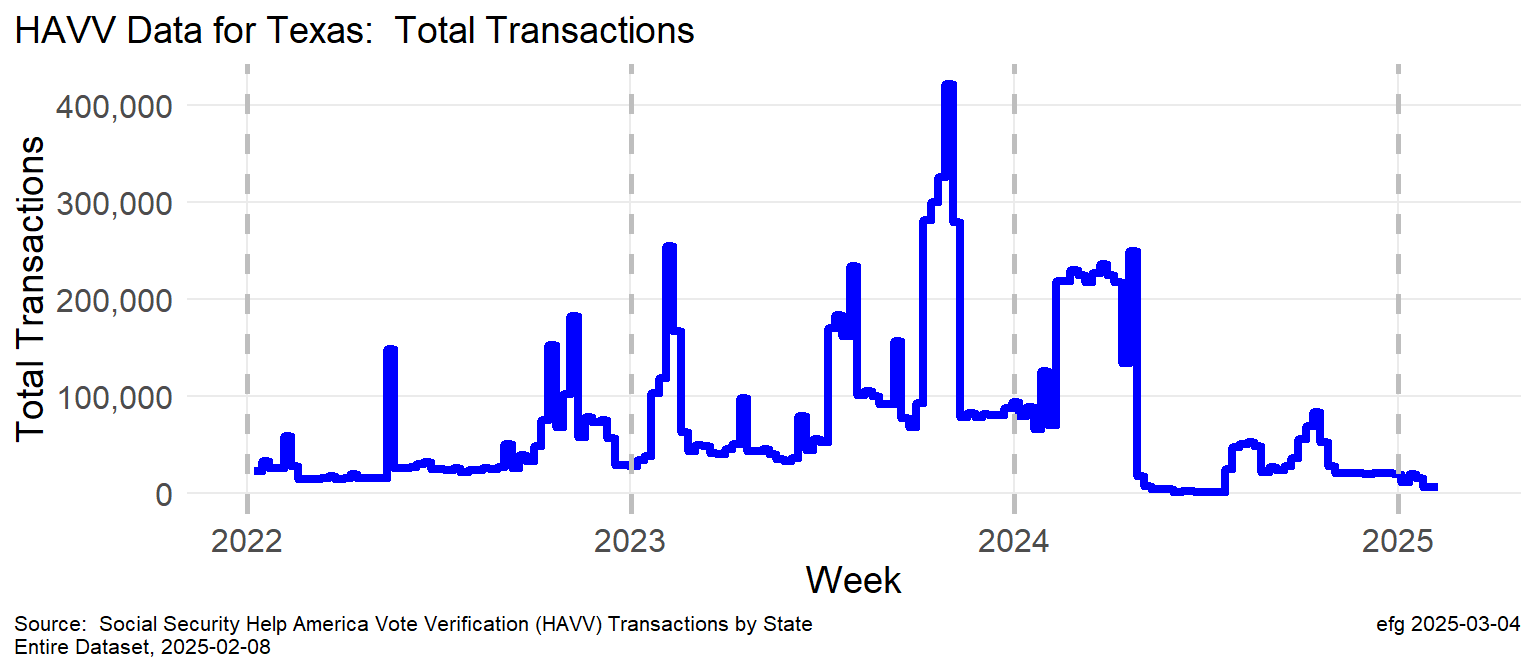 HAVV Data for Texas:  Total Transactions
Total Transactions
400,000
300,000
200,000
100,000
0
2022 2023 2024 2025
Week
Source:  Social Security Help America Vote Verification (HAVV) Transactions by State
Entire Dataset, 2025-02-08
efg 2025-03-04